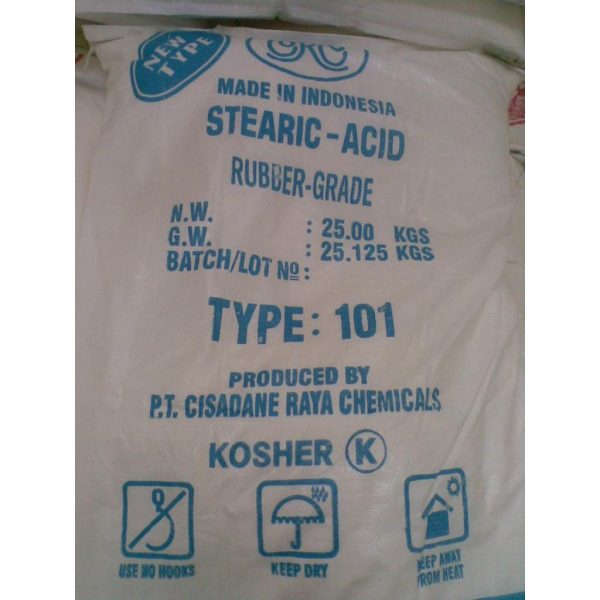 NEW
TYPE
CRC
MADE IN INDONESIA
STEARIC-ACID
RUBBER-GRADE
N.W. : 25.00 KGS
G.W. : 25.125 KGS
BATCH/LOT № :
TYPE: 101
PRODUCED BY
P.T. CISADANE RAYA CHEMICALS
KOSHER K
USE NO HOOKS
KEEP DRY
KEEP AWAY
FROM HEAT